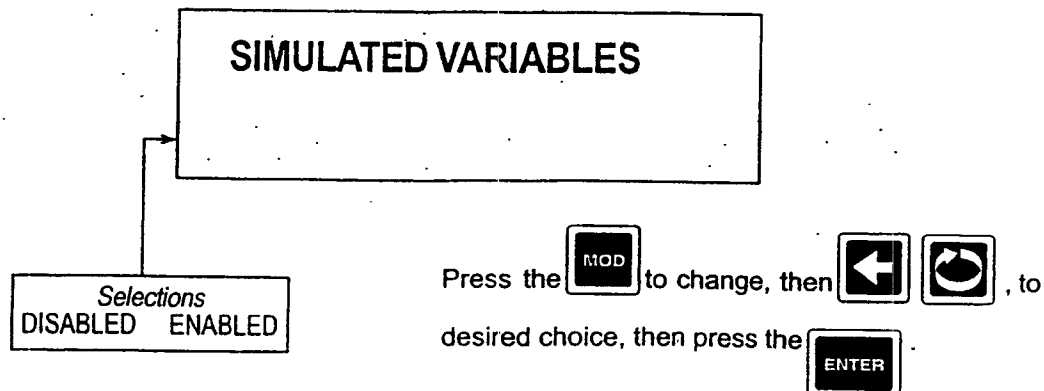 SIMULATED VARIABLES
Selections
DISABLED ENABLED
Press the MOD to change, then , to
desired choice, then press the ENTER .